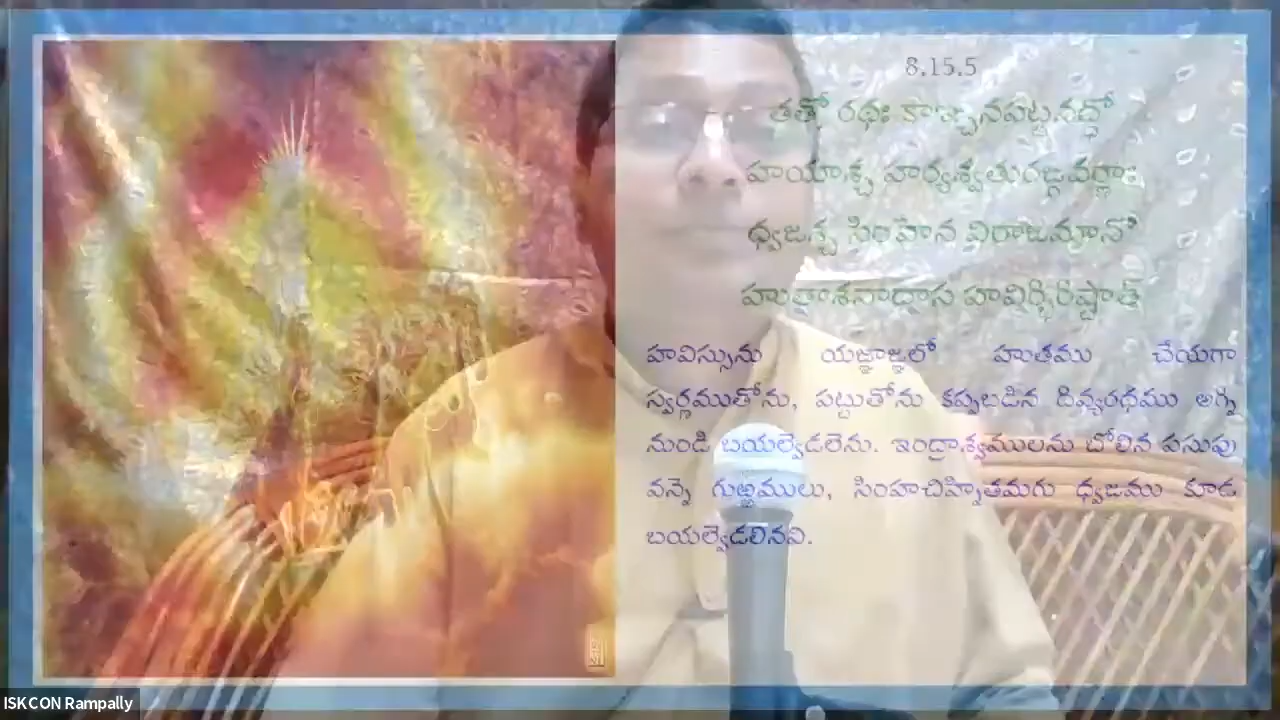 8.15.5
తతో రథః కాఞ్చనపట్టనద్ధో
హయాశ్చ హర్యశ్వతురఙ్గవర్ణాః
ధ్వజశ్చ సింహేన విరాజమానో
హుతాశనాదాస హవిర్భిరిష్టాత్
హవిస్సును యజ్ఞాజ్ఞలో హుతము చేయగా
స్వర్ణముతోను, పట్టుతోను కప్పబడిన దివ్యరథము అగ్ని
నుండి బయల్వెడలెను. ఇంద్రాశ్వములను బోలిన పసుపు
వన్నె గుఱ్ఱములు, సింహచిహ్నితమగు ధ్వజము కూడ
బయల్వెడలినవి.
ISKCON Rampally